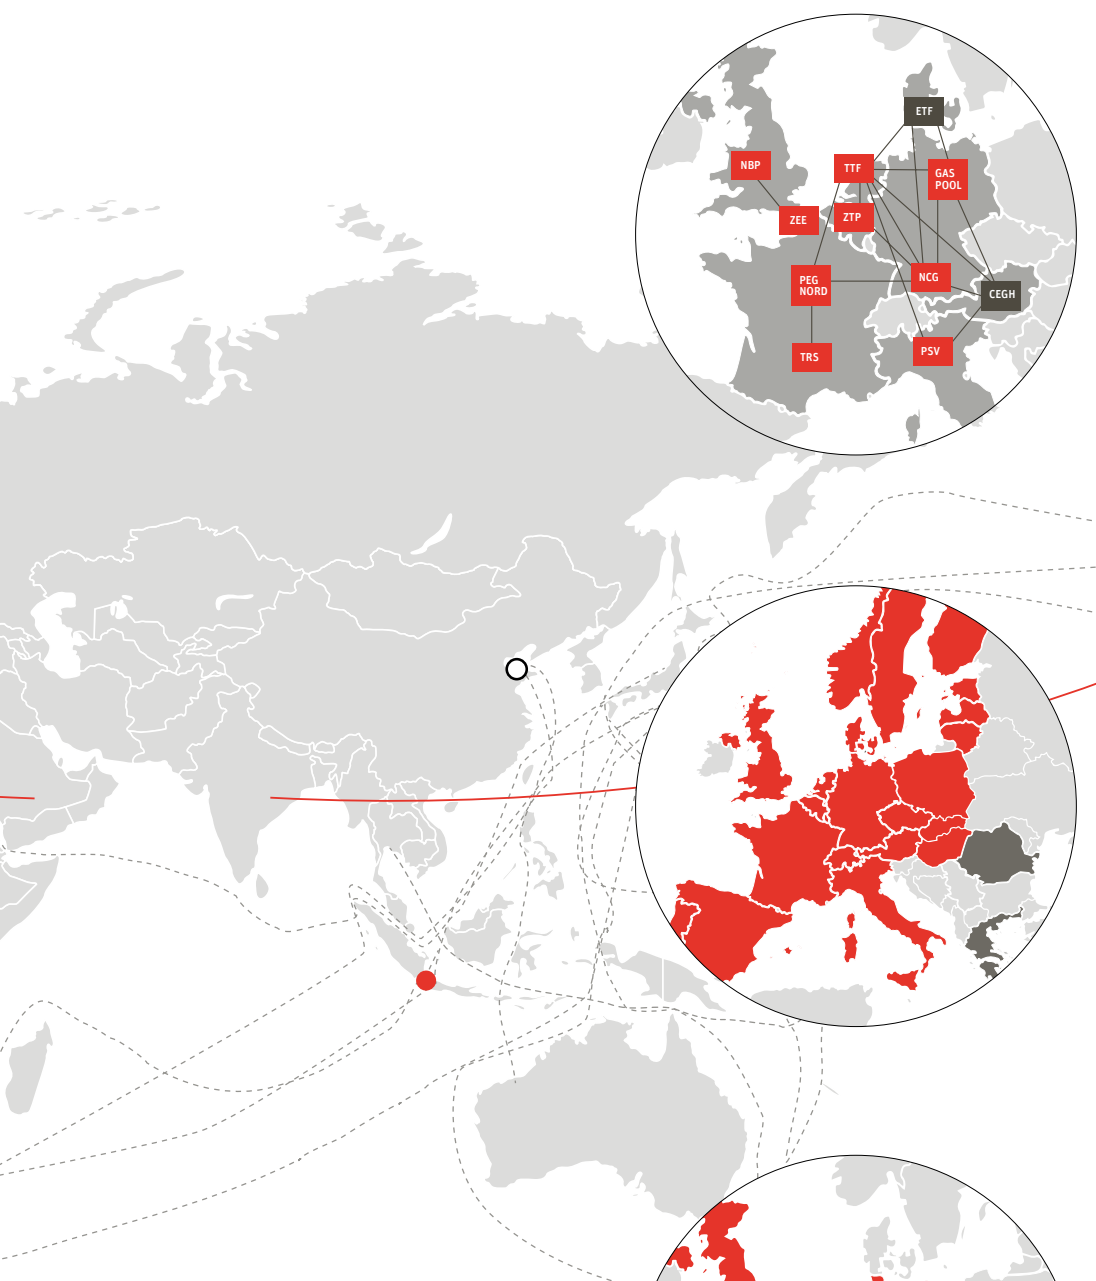 ETF
NBP
TTF
GAS
POOL
ZEE
ZTP
PEG
NORD
NCG
CEGH
TRS
PSV